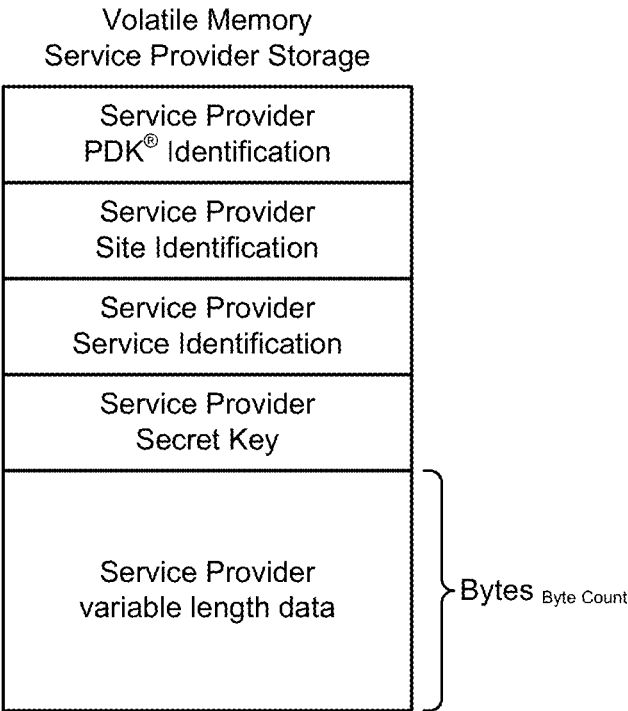 Volatile Memory
Service Provider Storage
Service Provider
PDK® Identification
Service Provider
Site Identification
Service Provider
Service Identification
Service Provider
Secret Key
Service Provider
variable length data
Bytes Byte Count